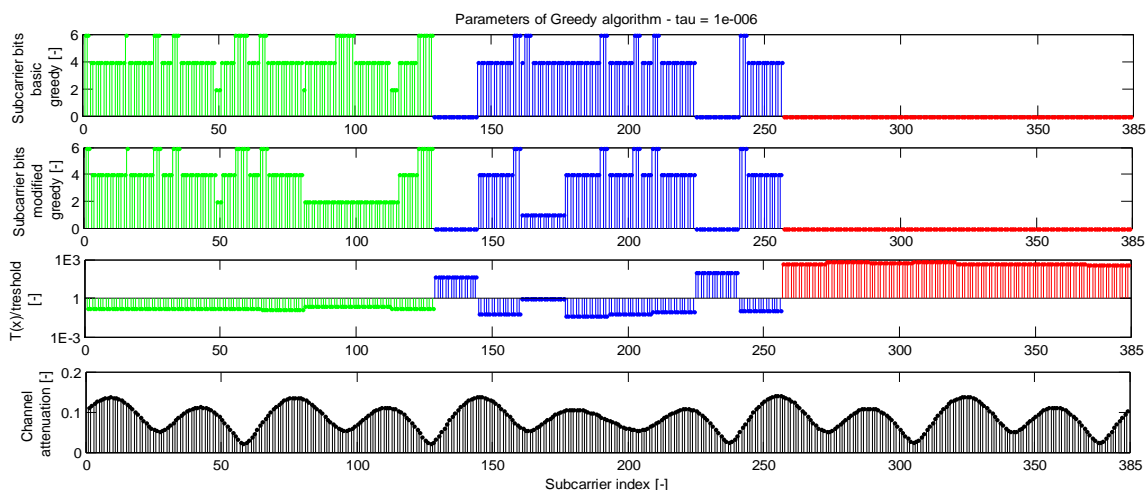 Parameters of Greedy algorithm - tau = 1e-006
Subcarrier bits
basic
greedy [-]
6
4
2
0
0 50 100 150 200 250 300 350 385
Subcarrier bits
modified
greedy [-]
6
4
2
0
0 50 100 150 200 250 300 350 385
T(x)/treshold
[-]
1E3
1
1E-3
0 50 100 150 200 250 300 350 385
Channel
attenuation [-]
0.2
0.1
0
0 50 100 150 200 250 300 350 385
Subcarrier index [-]